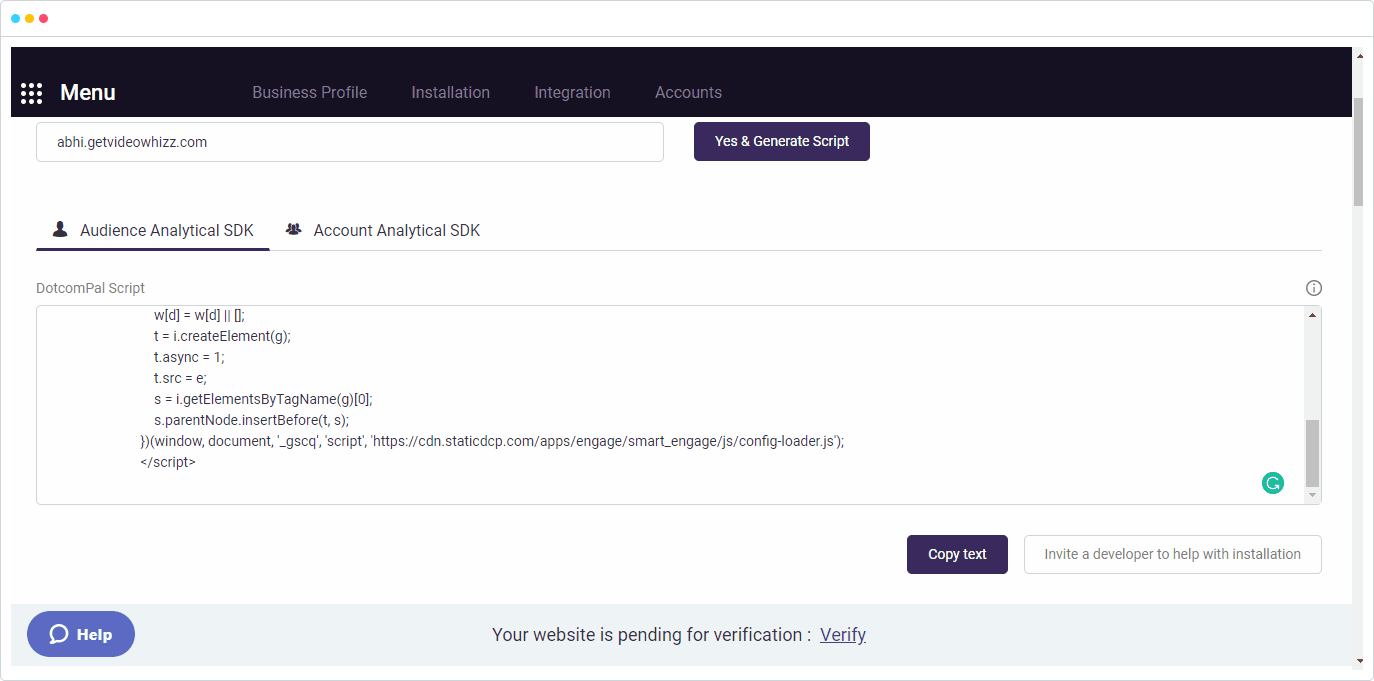 Menu
Business Profile
Installation
Integration
Accounts
abhi.getvideowhizz.com
Yes & Generate Script
Audience Analytical SDK
Account Analytical SDK
DotcomPal Script
w[d] = w[d] || [];
t = i.createElement(g);
t.async = 1;
t.src = e;
s = i.getElementsByTagName(g)[0];
s.parentNode.insertBefore(t, s);
})(window, document, '_gscq', 'script', 'https://cdn.staticdcp.com/apps/engage/smart_engage/js/config-loader.js');
</script>
Copy text
Invite a developer to help with installation
Help
Your website is pending for verification : Verify